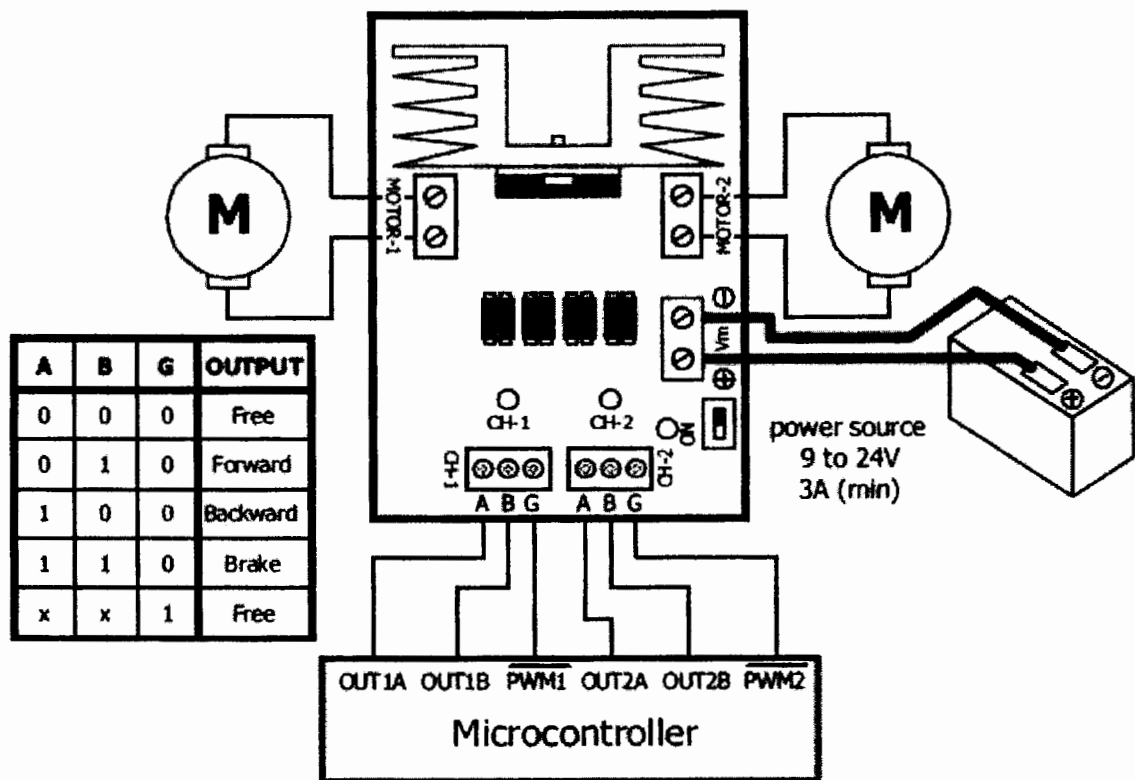 M
MOTOR-1
MOTOR-2
M
⊖
Vm
⊕
A B G OUTPUT
0 0 0 Free
0 1 0 Forward
1 0 0 Backward
1 1 0 Brake
x x 1 Free
CH-1
CH-2
ON
CH-1
CH-2
A B G
A B G
⊖
⊕
power source
9 to 24V
3A (min)
OUT1A OUT1B P̅W̅M̅1̅ OUT2A OUT2B P̅W̅M̅2̅
Microcontroller